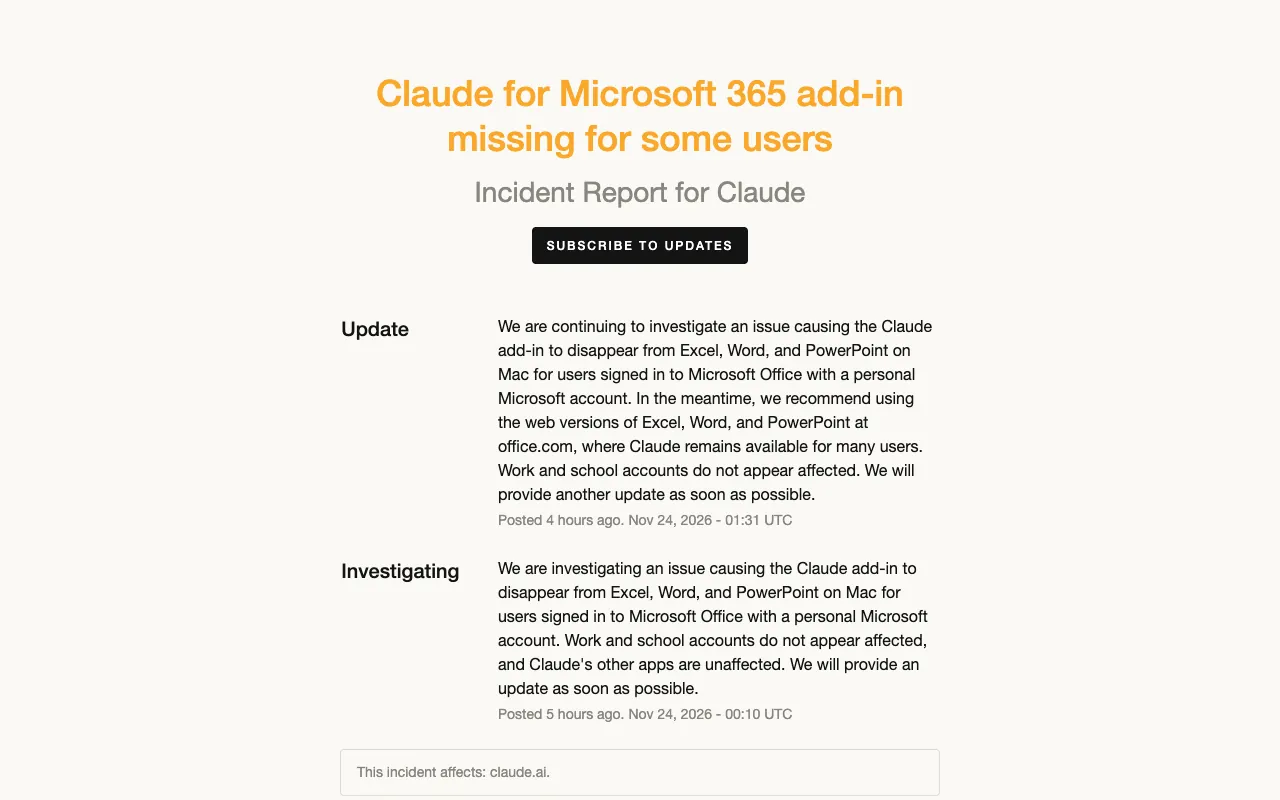 Claude for Microsoft 365 add-in
missing for some users
Incident Report for Claude
SUBSCRIBE TO UPDATES
Update
We are continuing to investigate an issue causing the Claude
add-in to disappear from Excel, Word, and PowerPoint on
Mac for users signed in to Microsoft Office with a personal
Microsoft account. In the meantime, we recommend using
the web versions of Excel, Word, and PowerPoint at
office.com, where Claude remains available for many users.
Work and school accounts do not appear affected. We will
provide another update as soon as possible.
Posted 4 hours ago. Nov 24, 2026 - 01:31 UTC
Investigating
We are investigating an issue causing the Claude add-in to
disappear from Excel, Word, and PowerPoint on Mac for
users signed in to Microsoft Office with a personal Microsoft
account. Work and school accounts do not appear affected,
and Claude's other apps are unaffected. We will provide an
update as soon as possible.
Posted 5 hours ago. Nov 24, 2026 - 00:10 UTC
This incident affects: claude.ai.